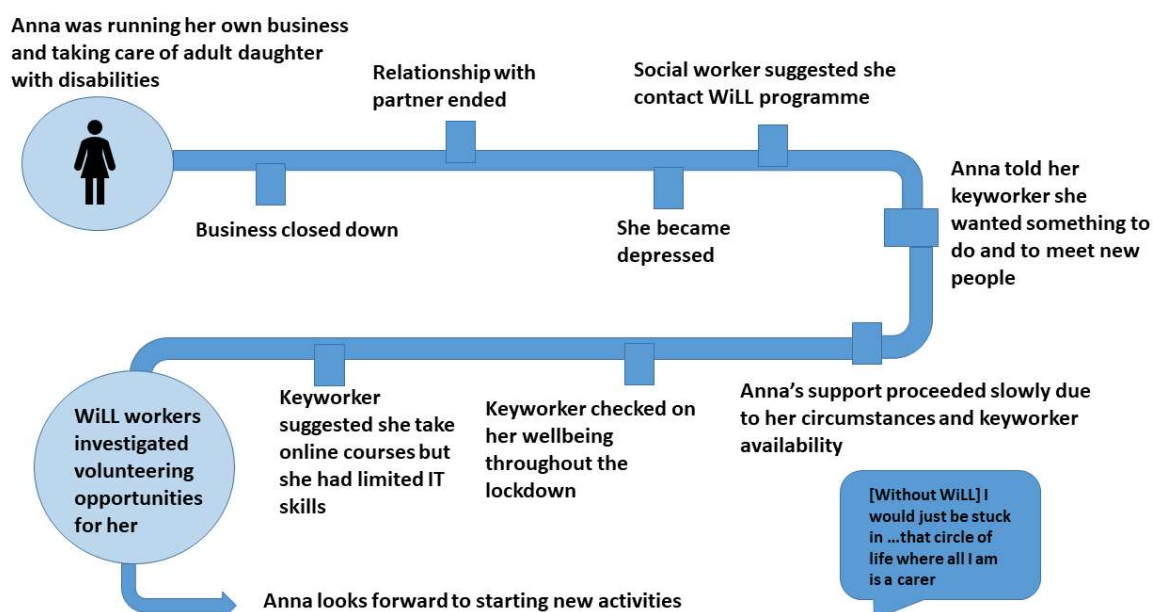 Anna was running her own business
and taking care of adult daughter
with disabilities
Business closed down
Relationship with
partner ended
She became
depressed
Social worker suggested she
contact WiLL programme
Anna told her
keyworker she
wanted something to
do and to meet new
people
Anna’s support proceeded slowly due
to her circumstances and keyworker
availability
Keyworker checked on
her wellbeing
throughout the
lockdown
Keyworker
suggested she take
online courses but
she had limited IT
skills
WiLL workers
investigated
volunteering
opportunities
for her
Anna looks forward to starting new activities
[Without WiLL] I
would just be stuck
in ...that circle of
life where all I am
is a carer